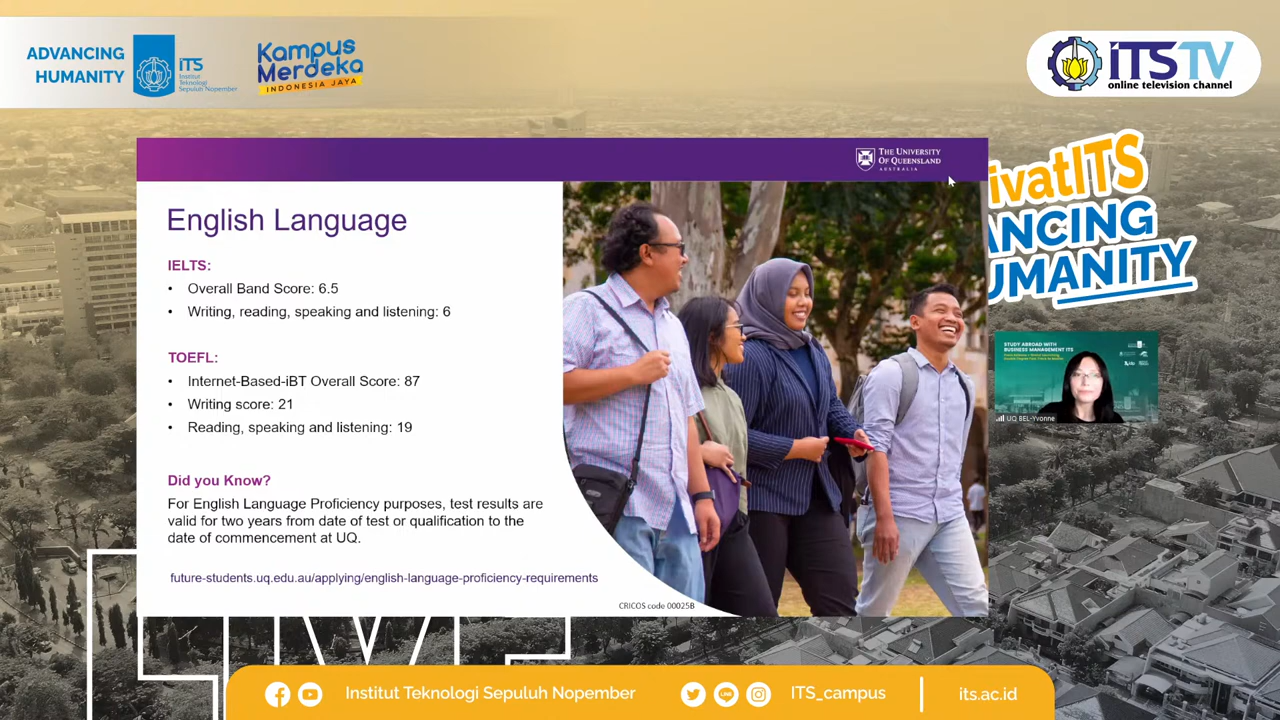 ADVANCING
HUMANITY
iTS
Institut
Teknologi
Sepuluh Nopember
Kampus
Merdeka
INDONESIA JAYA
iTSTV
online television channel
THE UNIVERSITY
OF QUEENSLAND
AUSTRALIA
ivatITS
ANCING
UMANITY
English Language
IELTS:
• Overall Band Score: 6.5
• Writing, reading, speaking and listening: 6
TOEFL:
• Internet-Based-iBT Overall Score: 87
• Writing score: 21
• Reading, speaking and listening: 19
Did you Know?
For English Language Proficiency purposes, test results are
valid for two years from date of test or qualification to the
date of commencement at UQ.
future-students.uq.edu.au/applying/english-language-proficiency-requirements
CRICOS code 00025B
STUDY ABROAD WITH
BUSINESS MANAGEMENT ITS
UQ BEL-Yvonne
Institut Teknologi Sepuluh Nopember
ITS_campus
its.ac.id